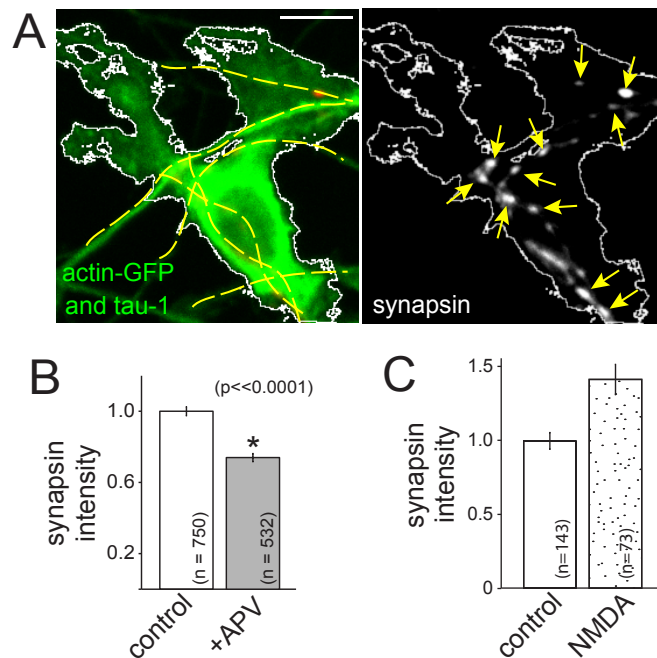 A
actin-GFP
and tau-1
synapsin
B
(p<<0.0001)
synapsin
intensity
1.0
0.6
0.2
*
(n = 750)
(n = 532)
control
+APV
C
synapsin
intensity
1.5
1.0
0.5
0
(n=143)
(n=73)
control
NMDA